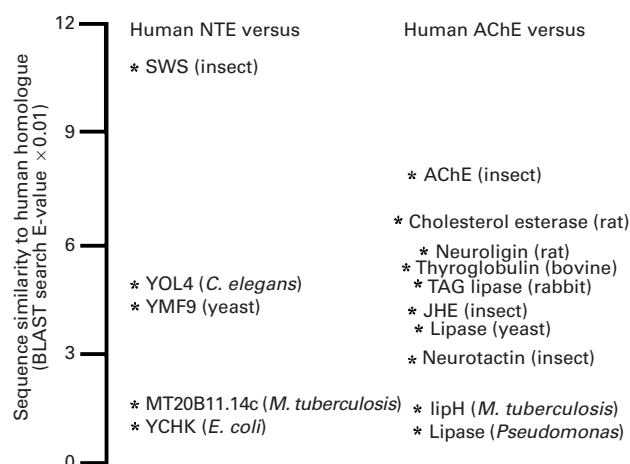 Sequence similarity to human homologue
(BLAST search E-value × 0.01)
12
9
6
3
0
Human NTE versus
* SWS (insect)
* YOL4 (C. elegans)
* YMF9 (yeast)
* MT20B11.14c (M. tuberculosis)
* YCHK (E. coli)
Human AChE versus
* AChE (insect)
* Cholesterol esterase (rat)
* Neuroligin (rat)
* Thyroglobulin (bovine)
* TAG lipase (rabbit)
* JHE (insect)
* Lipase (yeast)
* Neurotactin (insect)
* lipH (M. tuberculosis)
* Lipase (Pseudomonas)